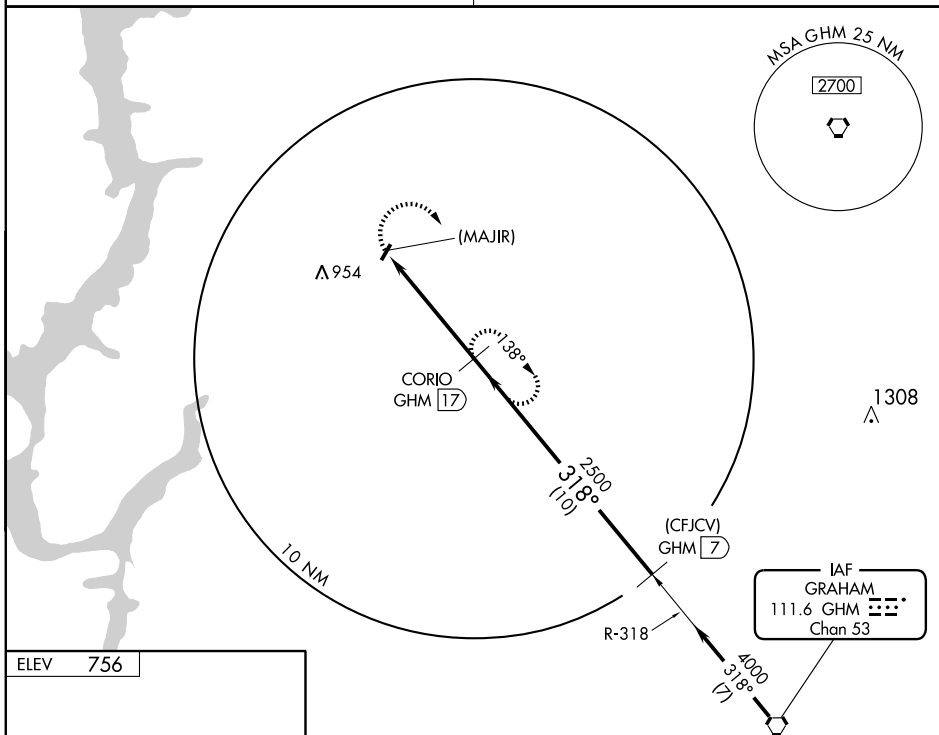 MSA GHM 25 NM
2700
(MAJIR)
954
138°
CORIO
GHM 17
1308
2500
318°
(10)
(CFJCV)
GHM 7
10 NM
IAF
GRAHAM
111.6 GHM
Chan 53
R-318
4000
318°
(7)
ELEV 756